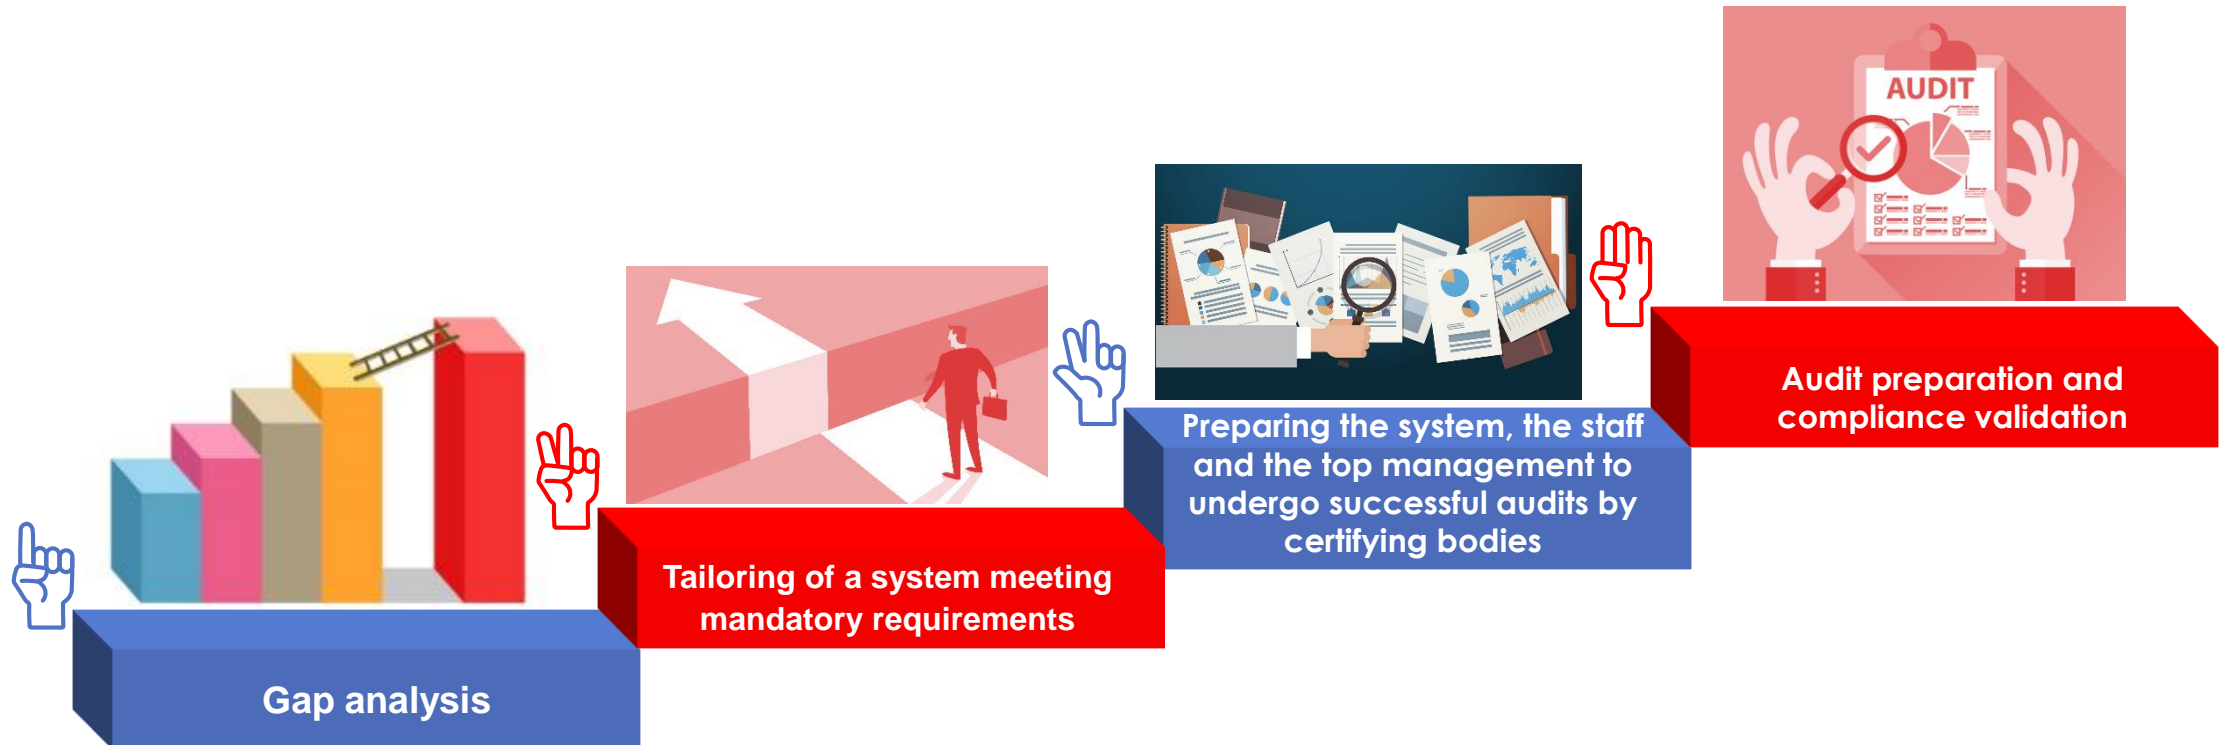 Gap analysis
Tailoring of a system meeting
mandatory requirements
Preparing the system, the staff
and the top management to
undergo successful audits by
certifying bodies
AUDIT
Audit preparation and
compliance validation